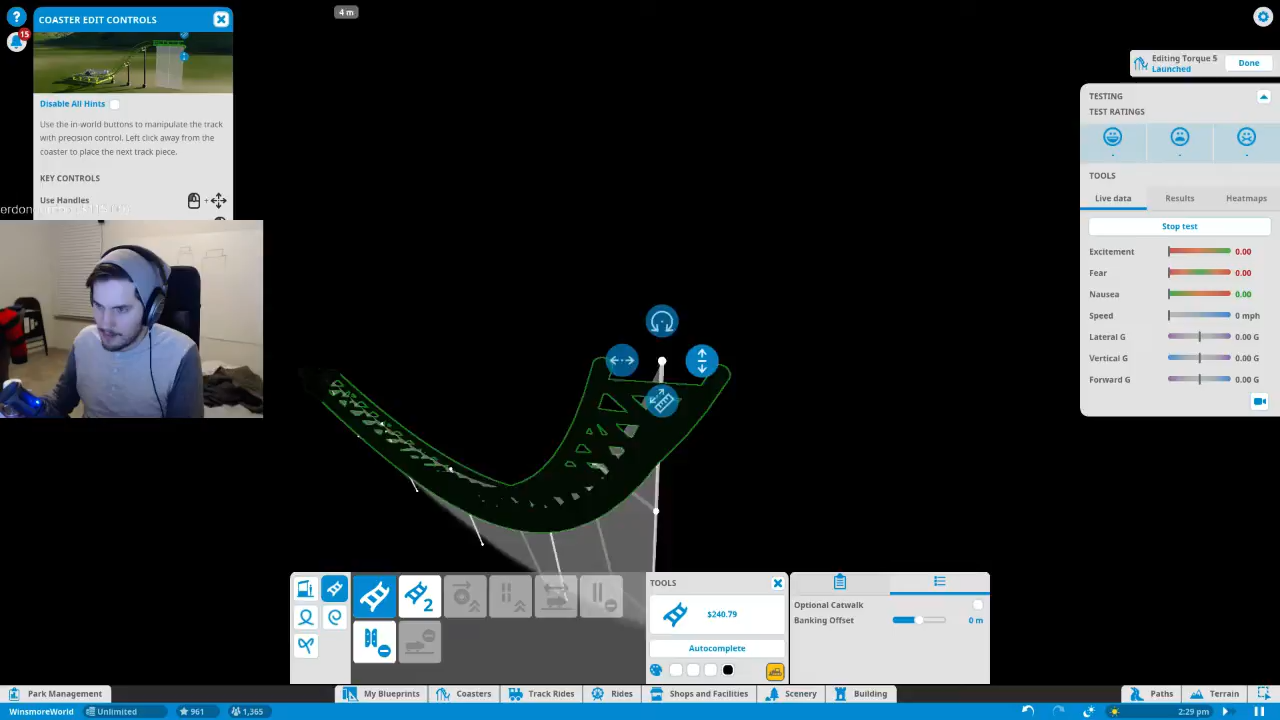 COASTER EDIT CONTROLS
15
Disable All Hints
Use the in-world buttons to manipulate the track
with precision control. Left click away from the
coaster to place the next track piece.
KEY CONTROLS
Use Handles
+
4 m
Editing Torque 5
Launched
Done
TESTING
TEST RATINGS
- - -
TOOLS
Live data Results Heatmaps
Stop test
Excitement 0.00
Fear 0.00
Nausea 0.00
Speed 0 mph
Lateral G 0.00 G
Vertical G 0.00 G
Forward G 0.00 G
2
TOOLS
$240.79
Autocomplete
Optional Catwalk
Banking Offset 0 m
Park Management
My Blueprints Coasters Track Rides Rides Shops and Facilities Scenery Building
Paths Terrain
WinsmoreWorld Unlimited 961 1,365
2:29 pm